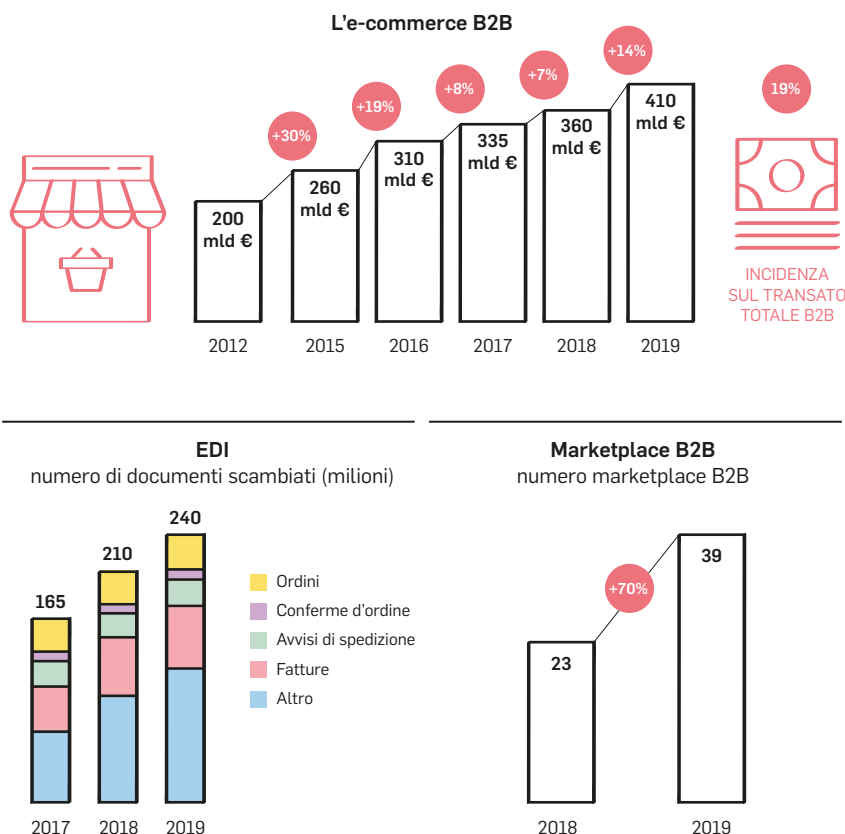 L'e-commerce B2B
+30%
+19%
+8%
+7%
+14%
19%
200
mld €
260
mld €
310
mld €
335
mld €
360
mld €
410
mld €
2012
2015
2016
2017
2018
2019
INCIDENZA
SUL TRANSATO
TOTALE B2B
EDI
numero di documenti scambiati (milioni)
165
210
240
Ordini
Conferme d'ordine
Avvisi di spedizione
Fatture
Altro
2017
2018
2019
Marketplace B2B
numero marketplace B2B
23
+70%
39
2018
2019